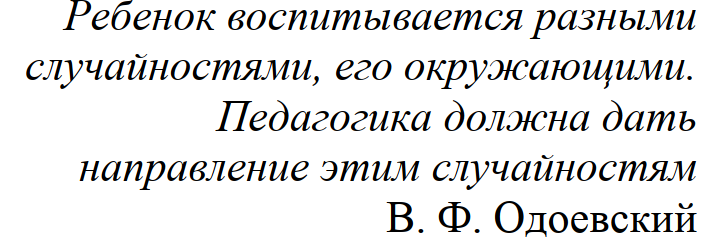 Ребенок воспитывается разными
случайностями, его окружающими.
Педагогика должна дать
направление этим случайностям
В. Ф. Одоевский